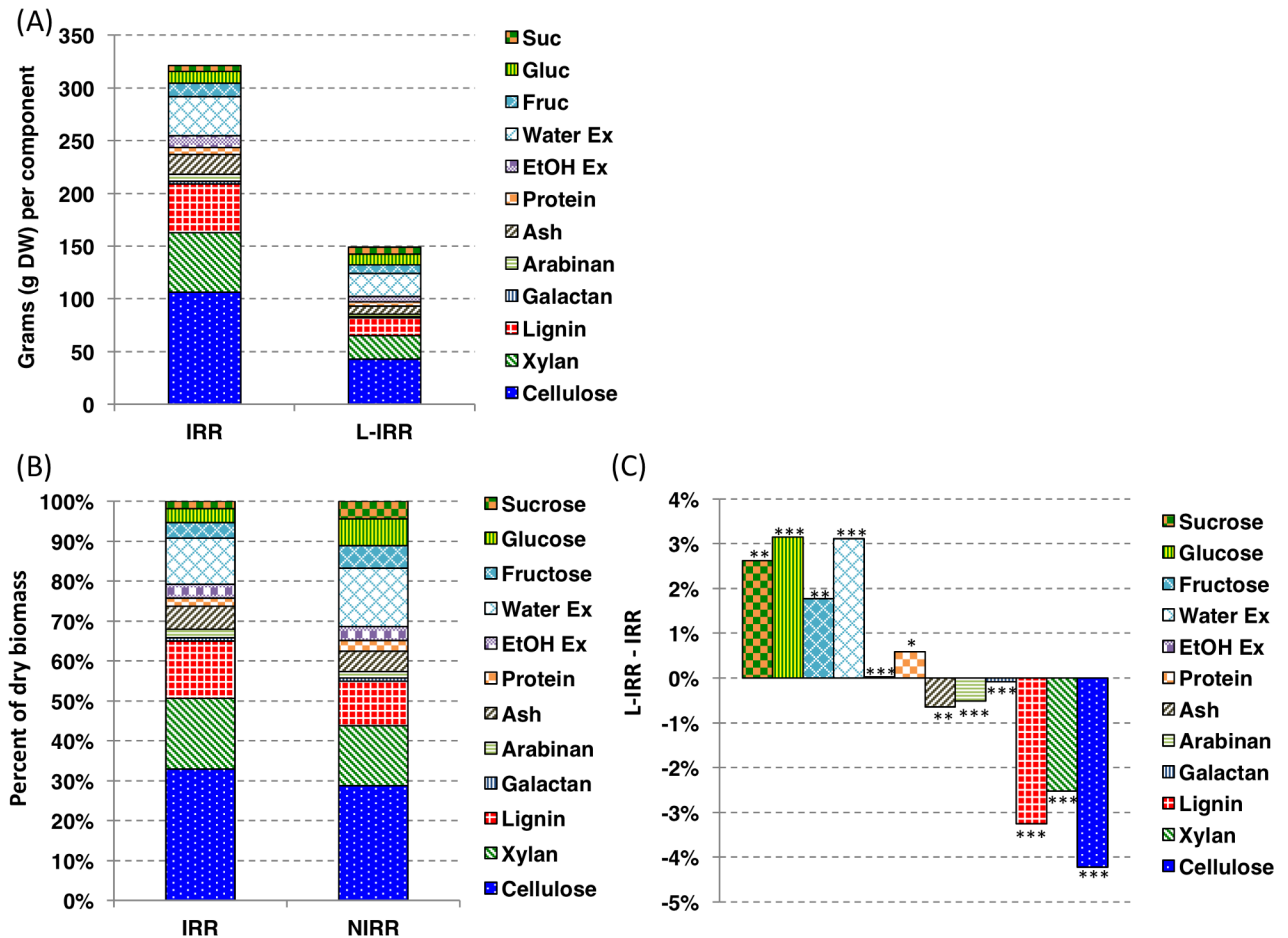 (A)
350
300
250
200
150
100
50
0
Grams (g DW) per component
IRR
L-IRR
Suc
Gluc
Fruc
Water Ex
EtOH Ex
Protein
Ash
Arabinan
Galactan
Lignin
Xylan
Cellulose
(B)
100%
90%
80%
70%
60%
50%
40%
30%
20%
10%
0%
Percent of dry biomass
IRR
NIRR
Sucrose
Glucose
Fructose
Water Ex
EtOH Ex
Protein
Ash
Arabinan
Galactan
Lignin
Xylan
Cellulose
(C)
4%
3%
2%
1%
0%
-1%
-2%
-3%
-4%
-5%
L-IRR - IRR
**
***
**
***
***
*
**
***
***
***
***
***
Sucrose
Glucose
Fructose
Water Ex
EtOH Ex
Protein
Ash
Arabinan
Galactan
Lignin
Xylan
Cellulose